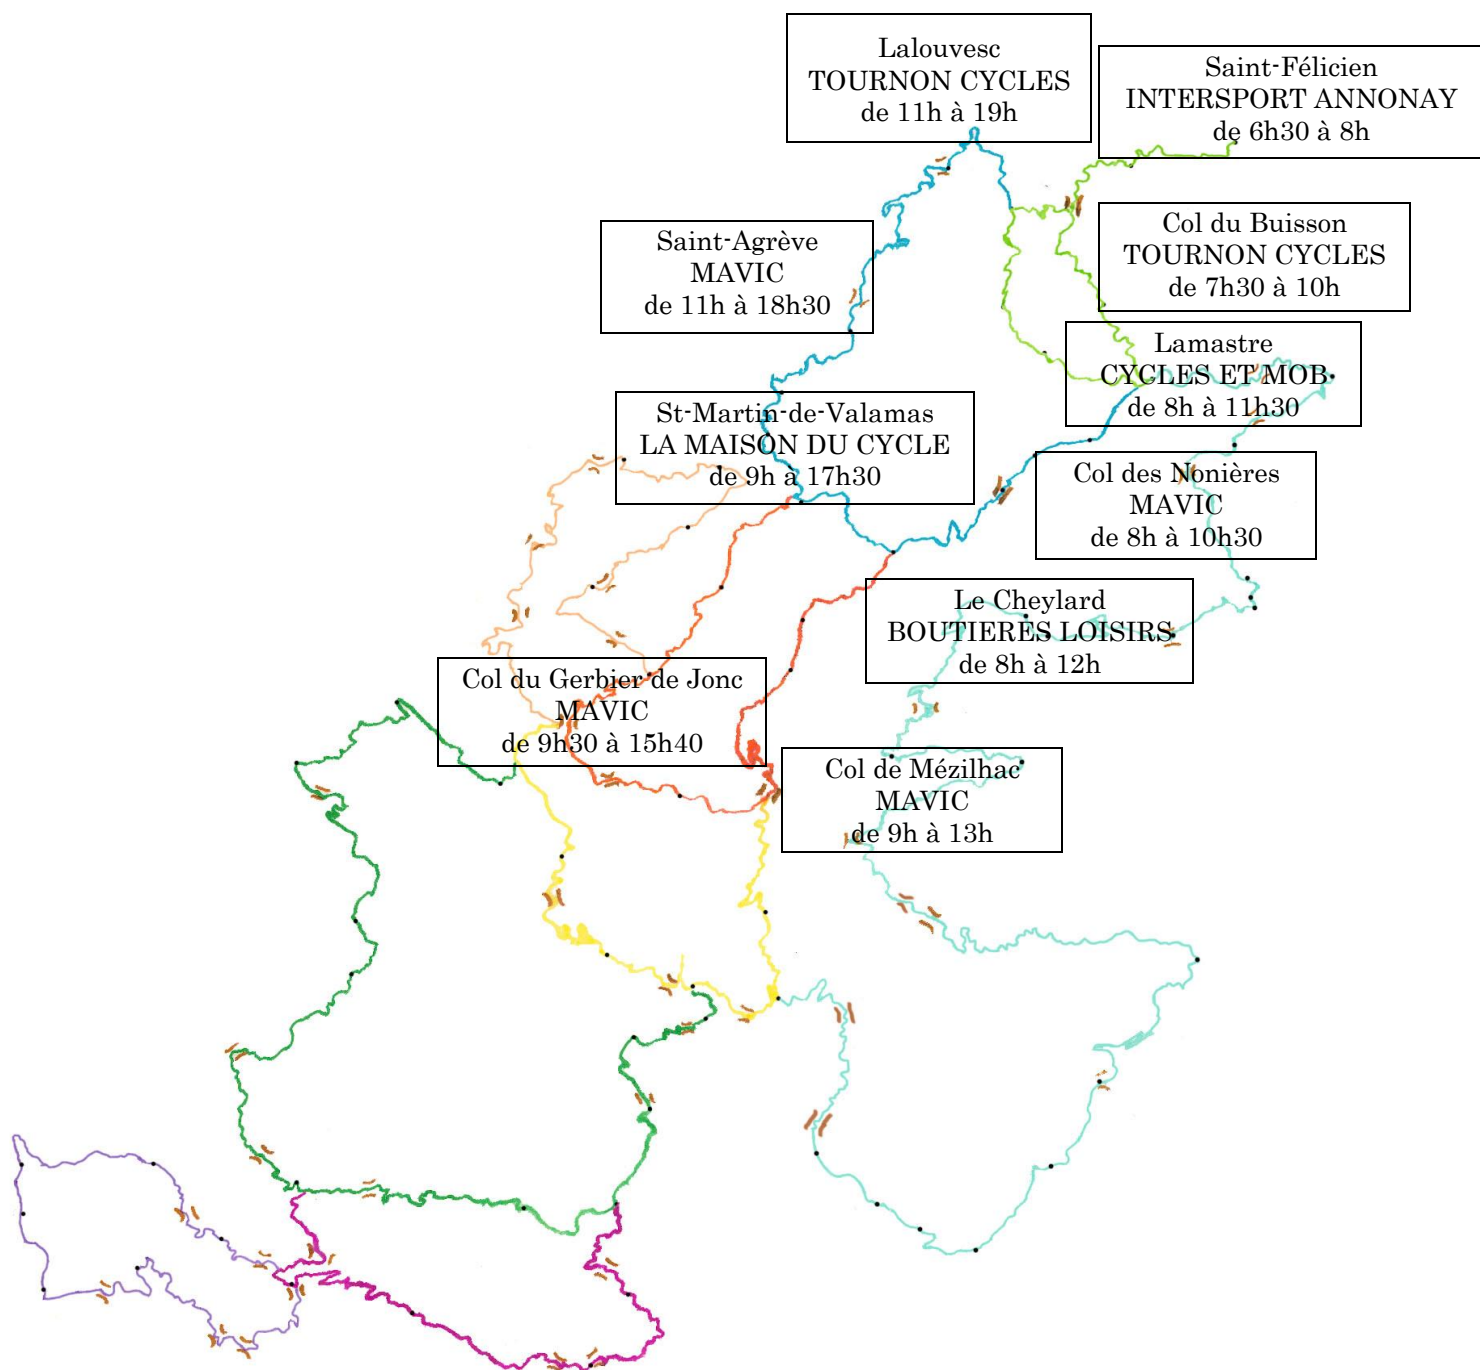 Lalouvesc
TOURNON CYCLES
de 11h à 19h
Saint-Félicien
INTERSPORT ANNONAY
de 6h30 à 8h
Saint-Agrève
MAVIC
de 11h à 18h30
Col du Buisson
TOURNON CYCLES
de 7h30 à 10h
Lamastre
CYCLES ET MOB
de 8h à 11h30
St-Martin-de-Valamas
LA MAISON DU CYCLE
de 9h à 17h30
Col des Nonières
MAVIC
de 8h à 10h30
Le Cheylard
BOUTIERES LOISIRS
de 8h à 12h
Col du Gerbier de Jonc
MAVIC
de 9h30 à 15h40
Col de Mézilhac
MAVIC
de 9h à 13h